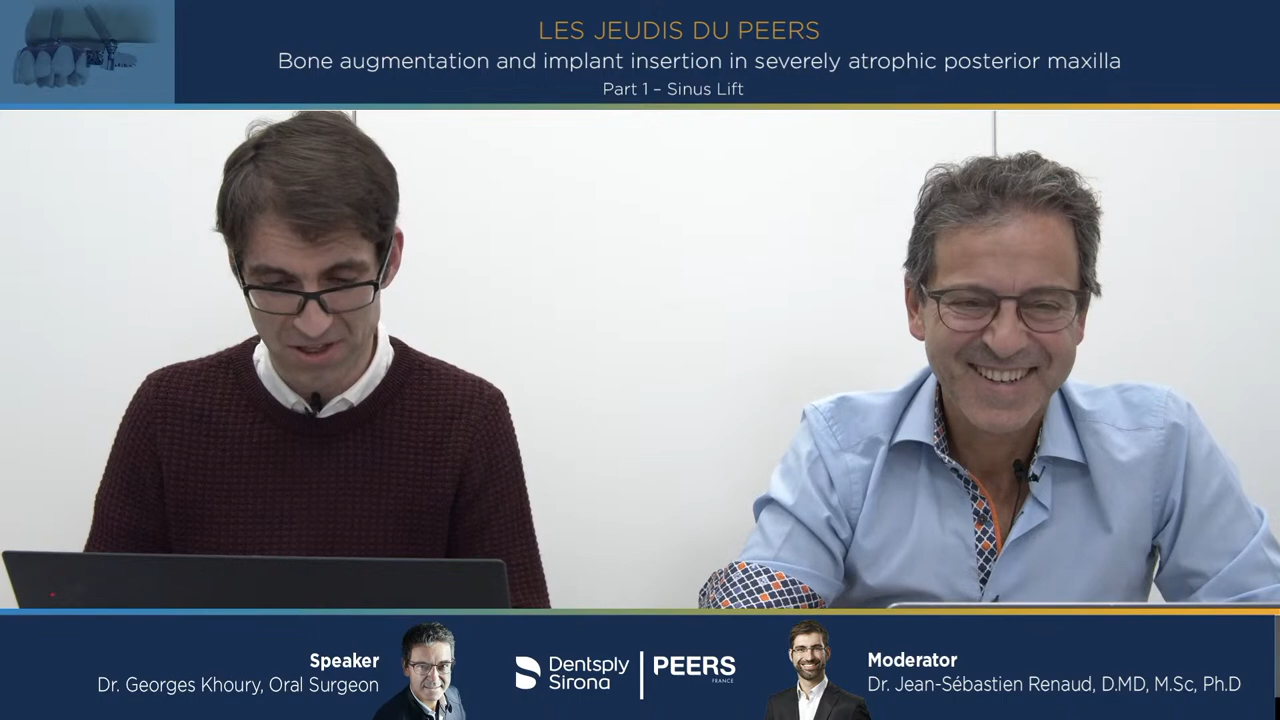 LES JEUDIS DU PEERS
Bone augmentation and implant insertion in severely atrophic posterior maxilla
Part 1 – Sinus Lift
Speaker
Dr. Georges Khoury, Oral Surgeon
Dentsply
Sirona
PEERS
FRANCE
Moderator
Dr. Jean-Sébastien Renaud, D.MD, M.Sc, Ph.D